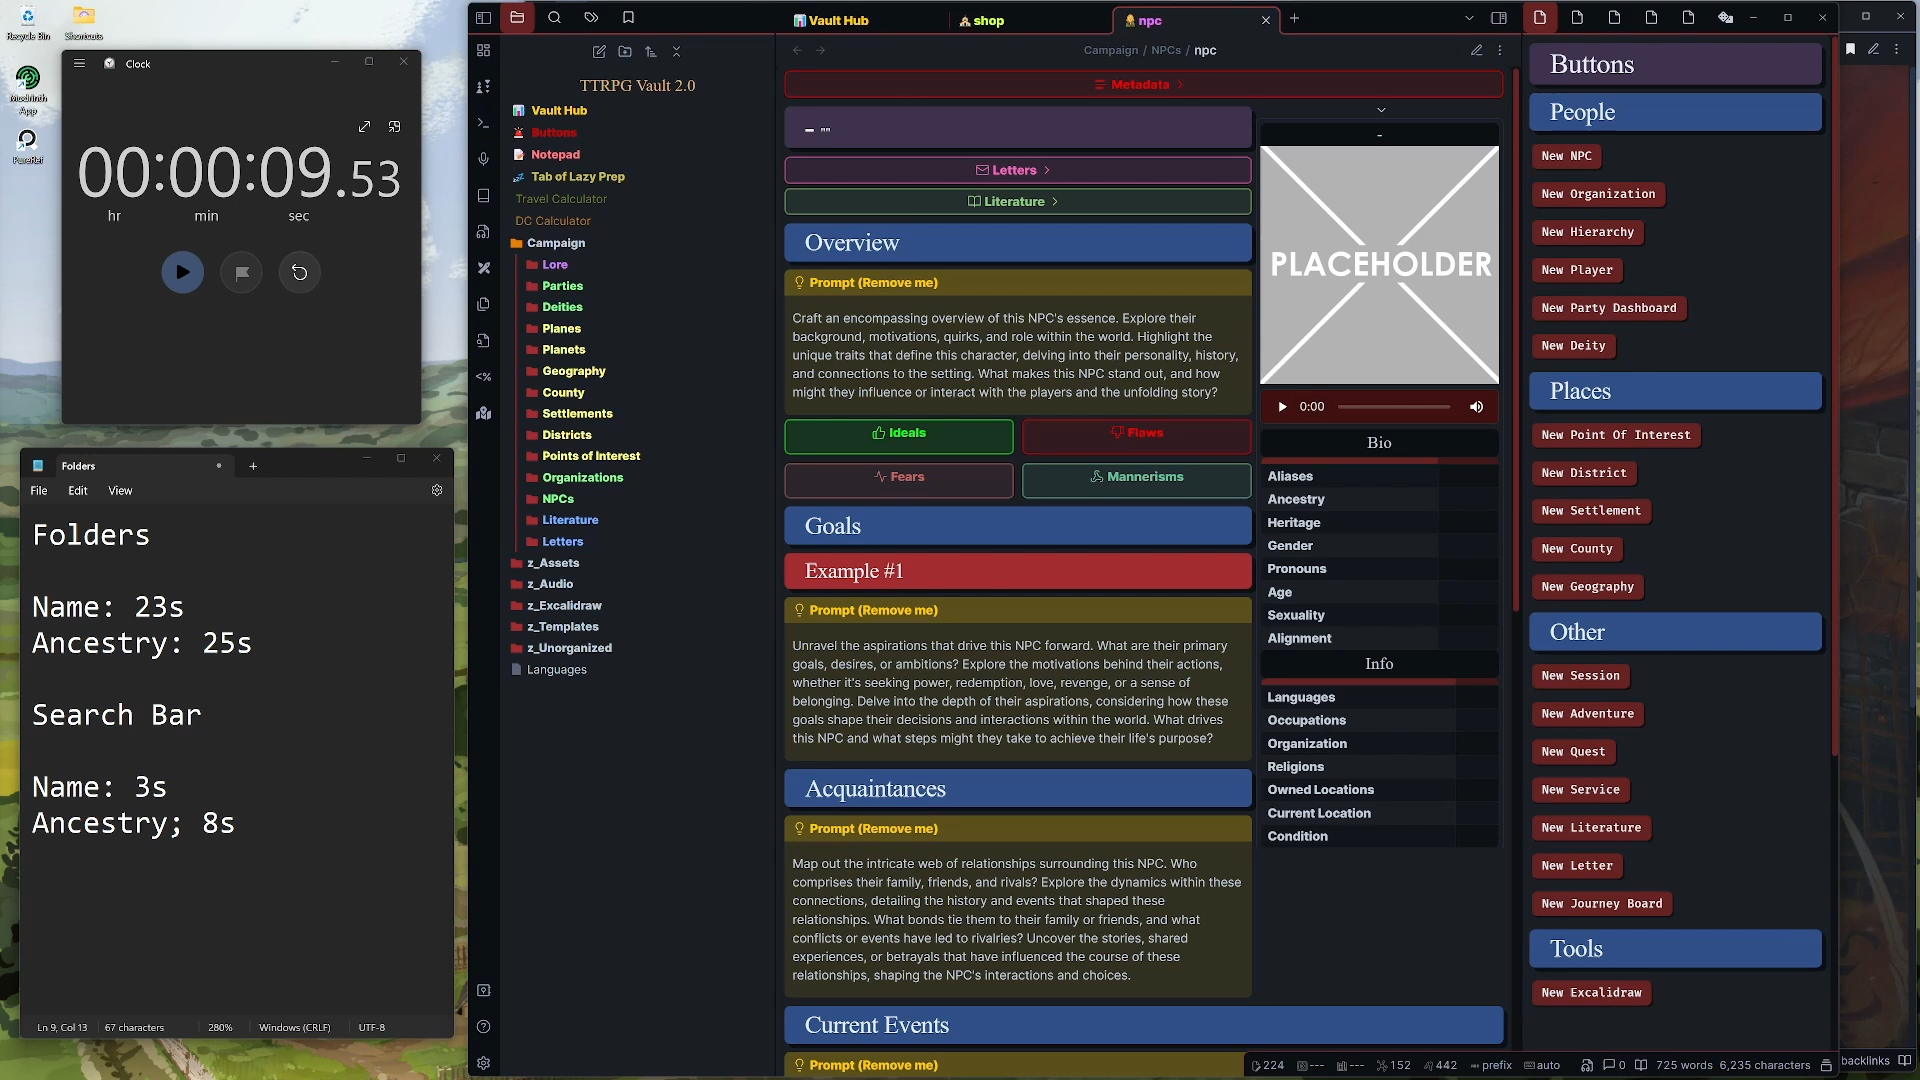 Recycle Bin
Shortcuts
Modrinth
App
PureRef
Clock
00:00:09.53
hr min sec
Folders
File Edit View
Folders
Name: 23s
Ancestry: 25s
Search Bar
Name: 3s
Ancestry; 8s
Ln 9, Col 13 67 characters 280% Windows (CRLF) UTF-8
TTRPG Vault 2.0
Vault Hub
Buttons
Notepad
Tab of Lazy Prep
Travel Calculator
DC Calculator
Campaign
Lore
Parties
Deities
Planes
Planets
Geography
County
Settlements
Districts
Points of Interest
Organizations
NPCs
Literature
Letters
z_Assets
z_Audio
z_Excalidraw
z_Templates
z_Unorganized
Languages
Vault Hub shop npc
Campaign / NPCs / npc
Metadata
- ""
Letters
Literature
Overview
Prompt (Remove me)
Craft an encompassing overview of this NPC's essence. Explore their
background, motivations, quirks, and role within the world. Highlight the
unique traits that define this character, delving into their personality, history,
and connections to the setting. What makes this NPC stand out, and how
might they influence or interact with the players and the unfolding story?
Ideals
Flaws
Fears
Mannerisms
Goals
Example #1
Prompt (Remove me)
Unravel the aspirations that drive this NPC forward. What are their primary
goals, desires, or ambitions? Explore the motivations behind their actions,
whether it's seeking power, redemption, love, revenge, or a sense of
belonging. Delve into the depth of their aspirations, considering how these
goals shape their decisions and interactions within the world. What drives
this NPC and what steps might they take to achieve their life's purpose?
Acquaintances
Prompt (Remove me)
Map out the intricate web of relationships surrounding this NPC. Who
comprises their family, friends, and rivals? Explore the dynamics within these
connections, detailing the history and events that shaped these
relationships. What bonds tie them to their family or friends, and what
conflicts or events have led to rivalries? Uncover the stories, shared
experiences, or betrayals that have influenced the course of these
relationships, shaping the NPC's interactions and choices.
Current Events
Prompt (Remove me)
-
PLACEHOLDER
0:00
Bio
Aliases
Ancestry
Heritage
Gender
Pronouns
Age
Sexuality
Alignment
Info
Languages
Occupations
Organization
Religions
Owned Locations
Current Location
Condition
224 --- --- 152 442 prefix auto 0 725 words 6,235 characters
Buttons
People
New NPC
New Organization
New Hierarchy
New Player
New Party Dashboard
New Deity
Places
New Point Of Interest
New District
New Settlement
New County
New Geography
Other
New Session
New Adventure
New Quest
New Service
New Literature
New Letter
New Journey Board
Tools
New Excalidraw
backlinks